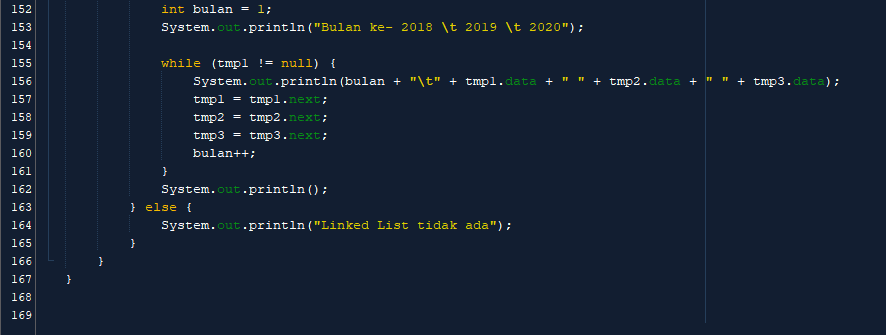 152 int bulan = 1;
153 System.out.println("Bulan ke- 2018 \t 2019 \t 2020");
154
155 while (tmp1 != null) {
156 System.out.println(bulan + "\t" + tmp1.data + " " + tmp2.data + " " + tmp3.data);
157 tmp1 = tmp1.next;
158 tmp2 = tmp2.next;
159 tmp3 = tmp3.next;
160 bulan++;
161 }
162 System.out.println();
163 } else {
164 System.out.println("Linked List tidak ada");
165 }
166 }
167 }
168
169